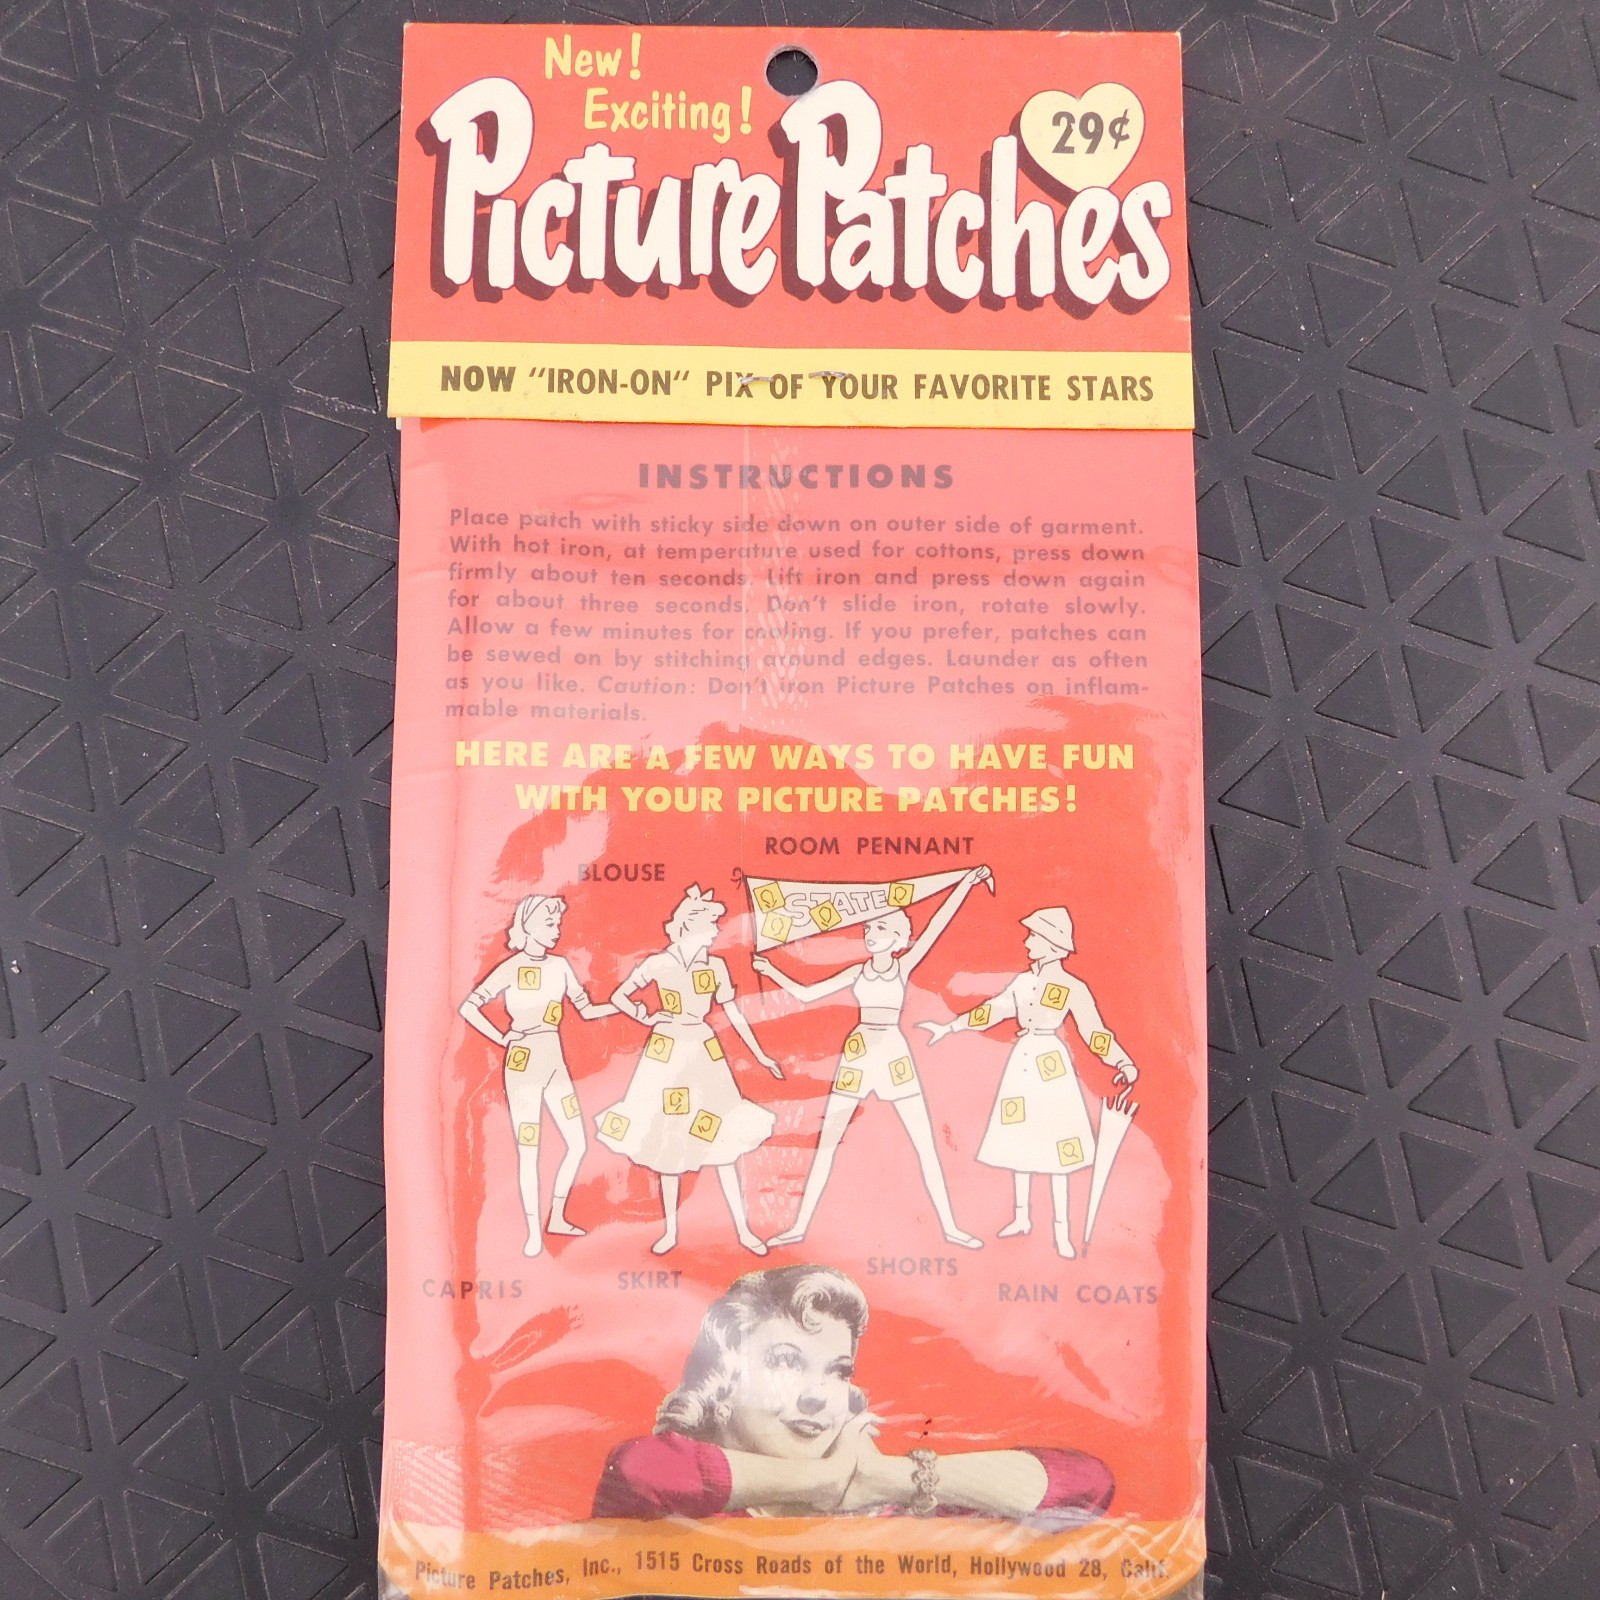 New!
Exciting!
29¢
Picture Patches
NOW "IRON-ON" PIX OF YOUR FAVORITE STARS
INSTRUCTIONS
Place patch with sticky side down on outer side of garment.
With hot iron, at temperature used for cottons, press down
firmly about ten seconds. Lift iron and press down again
for about three seconds. Don't slide iron, rotate slowly.
Allow a few minutes for cooling. If you prefer, patches can
be sewed on by stitching around edges. Launder as often
as you like. Caution: Don't iron Picture Patches on inflam-
mable materials.
HERE ARE A FEW WAYS TO HAVE FUN
WITH YOUR PICTURE PATCHES!
ROOM PENNANT
BLOUSE
STATE
CAPRIS
SKIRT
SHORTS
RAIN COATS
Picture Patches, Inc., 1515 Cross Roads of the World, Hollywood 28, Calif.